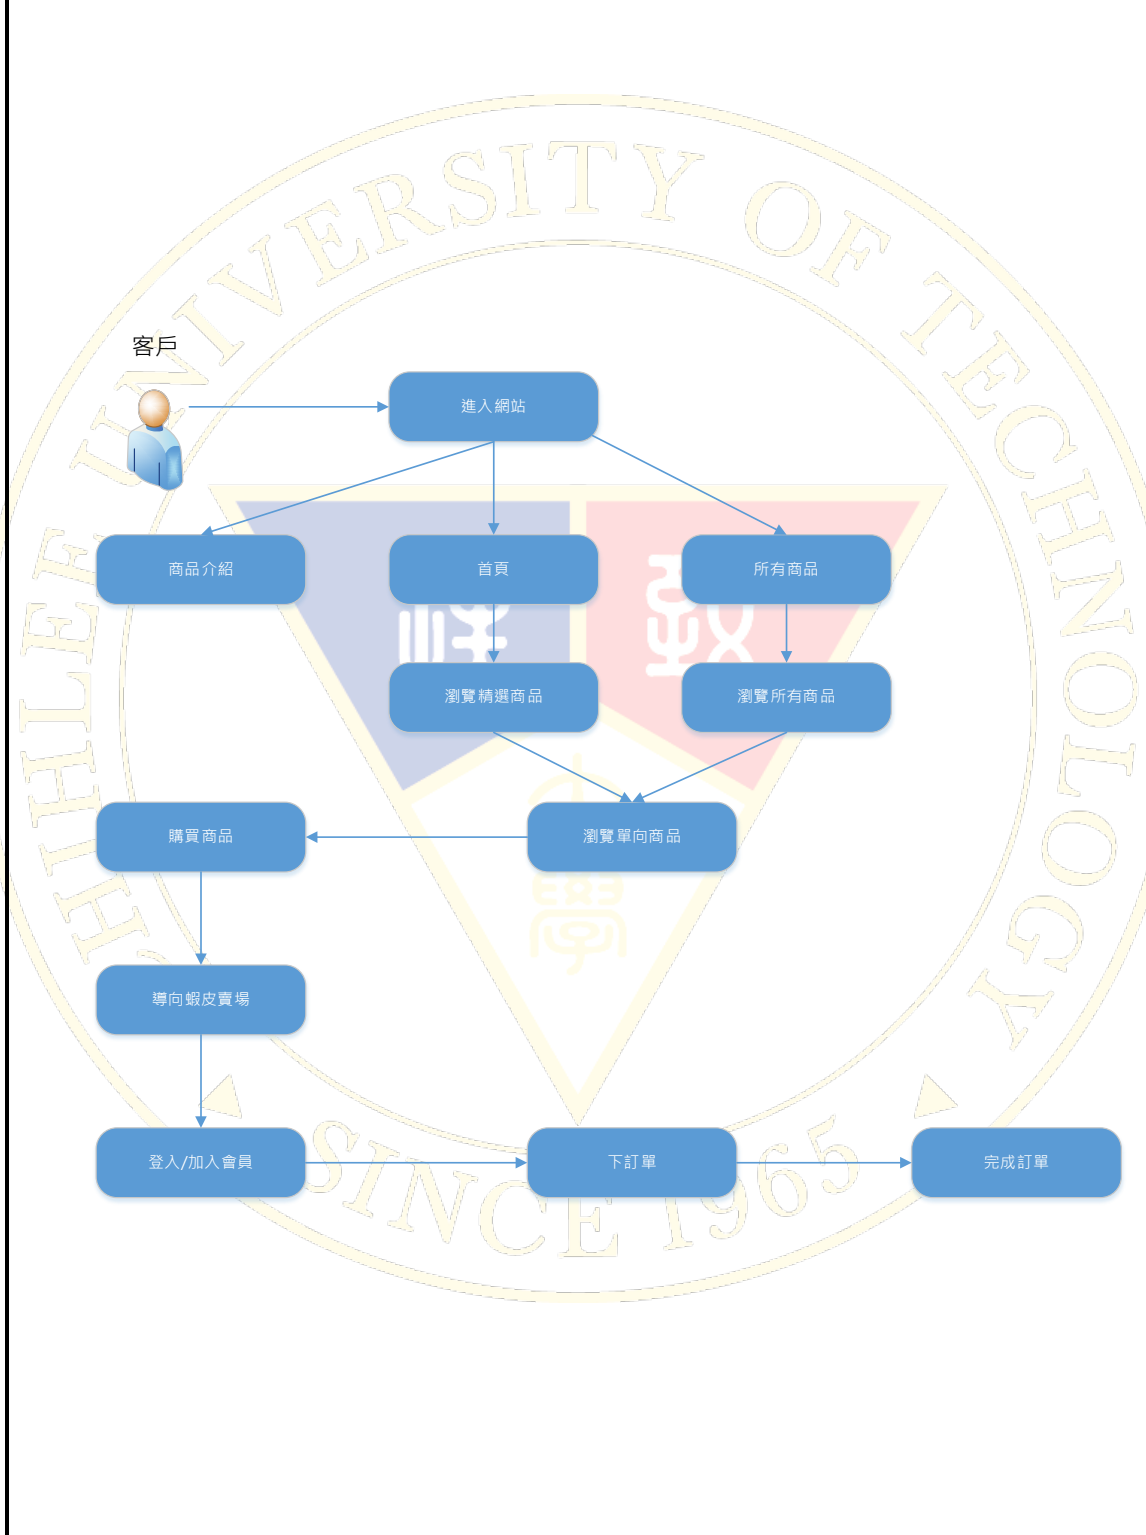 HIHLEE UNIVERSITY OF TECHNOLOGY
客戶
進入網站
商品介紹
首頁
所有商品
瀏覽精選商品
瀏覽所有商品
購買商品
瀏覽單向商品
導向蝦皮賣場
登入/加入會員
下訂單
完成訂單
SINCE 1965